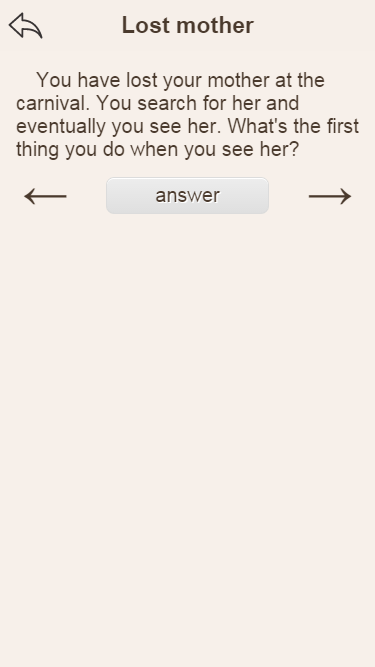 Lost mother
You have lost your mother at the
carnival. You search for her and
eventually you see her. What's the first
thing you do when you see her?
answer